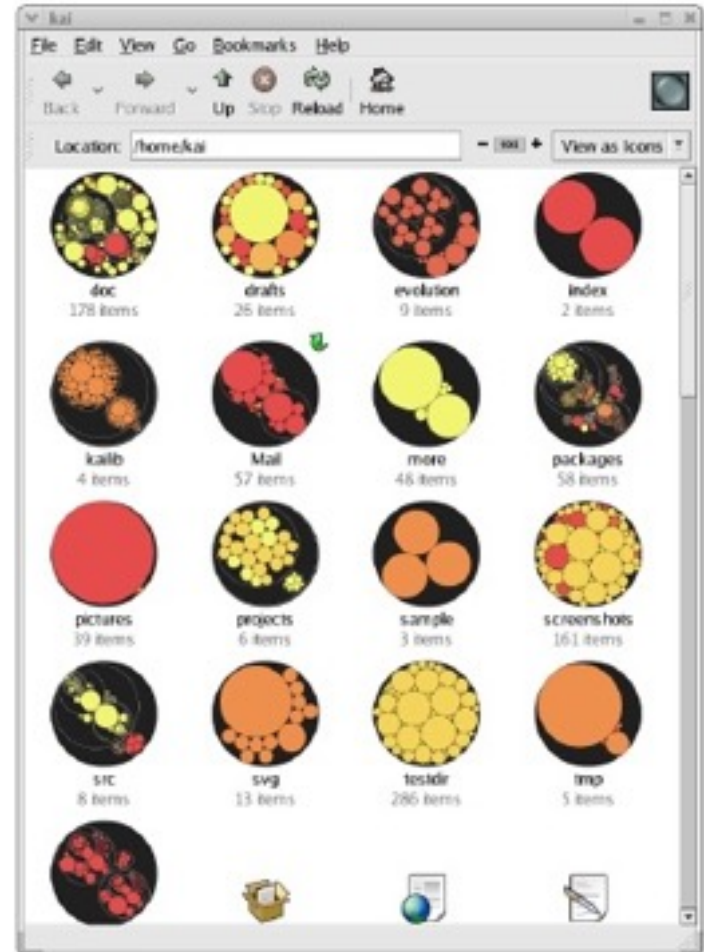 kai
File Edit View Go Bookmarks Help
Back Forward Up Stop Reload Home
Location: /home/kai - 100 + View as Icons
doc drafts evolution index
178 items 26 items 9 items 2 items
kailib Mail more packages
4 items 57 items 48 items 58 items
pictures projects sample screenshots
39 items 6 items 3 items 161 items
src svg testdir tmp
8 items 13 items 286 items 5 items